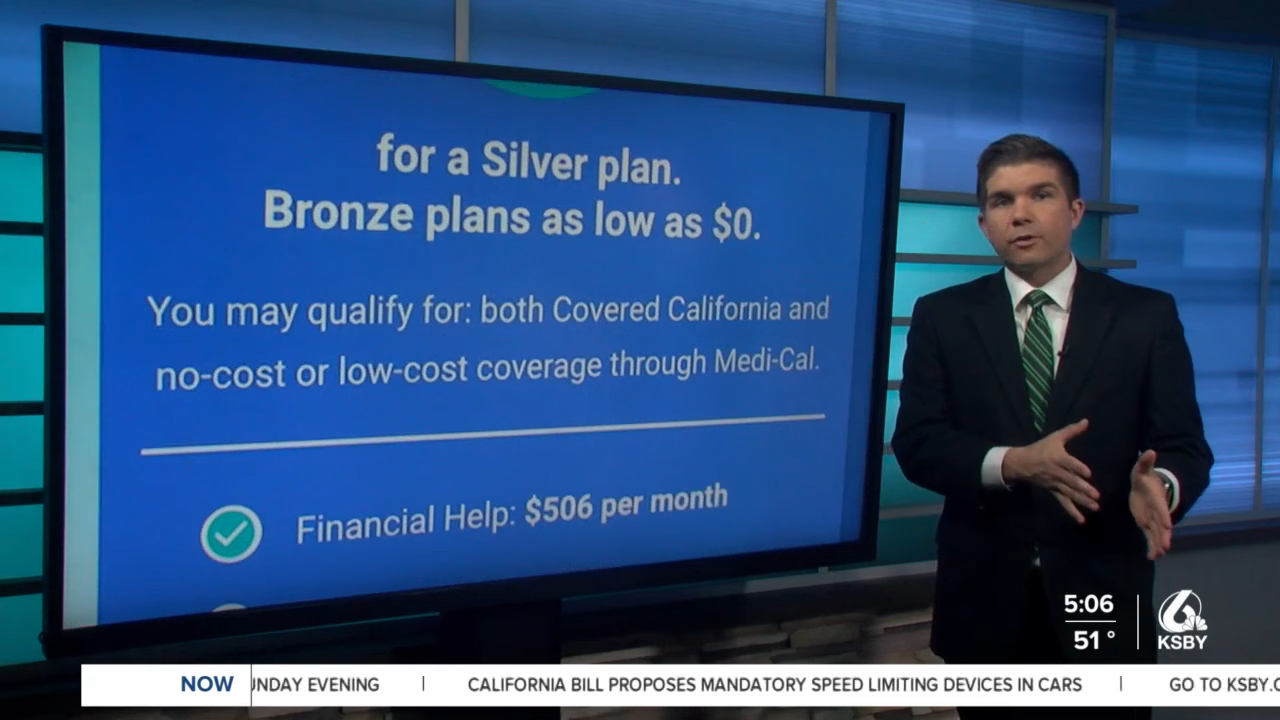 for a Silver plan.
Bronze plans as low as $0.
You may qualify for: both Covered California and
no-cost or low-cost coverage through Medi-Cal.
Financial Help: $506 per month
5:06
51°
6
KSBY
NOW
UNDAY EVENING | CALIFORNIA BILL PROPOSES MANDATORY SPEED LIMITING DEVICES IN CARS | GO TO KSBY.C